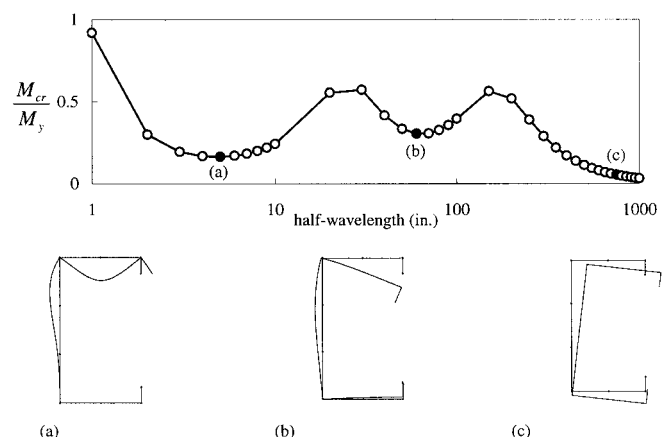 1
M_cr
M_y
0.5
0
(a)
(b)
(c)
1
10
100
1000
half-wavelength (in.)
(a)
(b)
(c)